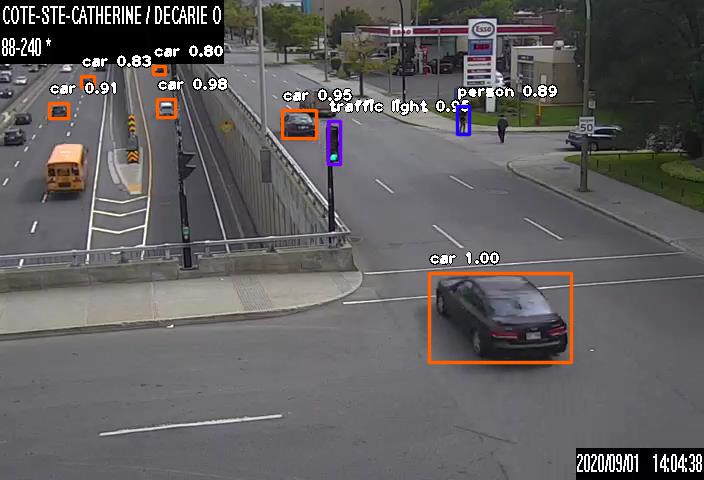 COTE-STE-CATHERINE / DECARIE O
88-240 *
car 0.80
car 0.83
car 0.91
car 0.98
car 0.95
traffic light 0.95
person 0.89
Esso
50
car 1.00
2020/09/01 14:04:38